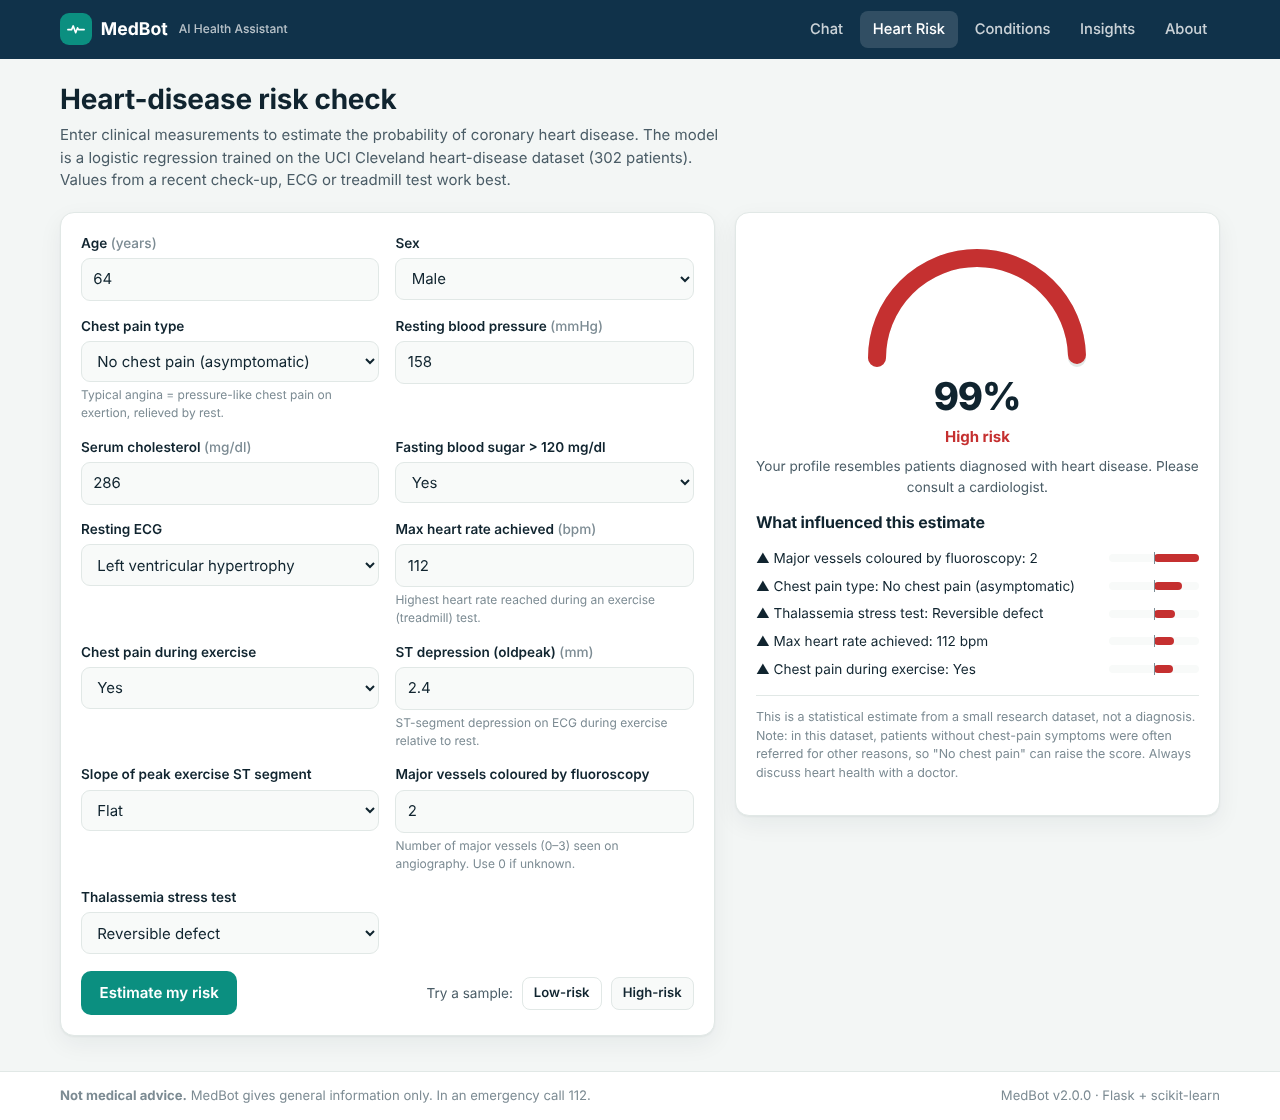 MedBot AI Health Assistant
Chat Heart Risk Conditions Insights About
Heart-disease risk check
Enter clinical measurements to estimate the probability of coronary heart disease. The model
is a logistic regression trained on the UCI Cleveland heart-disease dataset (302 patients).
Values from a recent check-up, ECG or treadmill test work best.
Age (years)
64
Sex
Male
Chest pain type
No chest pain (asymptomatic)
Typical angina = pressure-like chest pain on
exertion, relieved by rest.
Resting blood pressure (mmHg)
158
Serum cholesterol (mg/dl)
286
Fasting blood sugar > 120 mg/dl
Yes
Resting ECG
Left ventricular hypertrophy
Max heart rate achieved (bpm)
112
Highest heart rate reached during an exercise
(treadmill) test.
Chest pain during exercise
Yes
ST depression (oldpeak) (mm)
2.4
ST-segment depression on ECG during exercise
relative to rest.
Slope of peak exercise ST segment
Flat
Major vessels coloured by fluoroscopy
2
Number of major vessels (0–3) seen on
angiography. Use 0 if unknown.
Thalassemia stress test
Reversible defect
Estimate my risk
Try a sample: Low-risk High-risk
99%
High risk
Your profile resembles patients diagnosed with heart disease. Please
consult a cardiologist.
What influenced this estimate
▲ Major vessels coloured by fluoroscopy: 2
▲ Chest pain type: No chest pain (asymptomatic)
▲ Thalassemia stress test: Reversible defect
▲ Max heart rate achieved: 112 bpm
▲ Chest pain during exercise: Yes
This is a statistical estimate from a small research dataset, not a diagnosis.
Note: in this dataset, patients without chest-pain symptoms were often
referred for other reasons, so "No chest pain" can raise the score. Always
discuss heart health with a doctor.
Not medical advice. MedBot gives general information only. In an emergency call 112.
MedBot v2.0.0 · Flask + scikit-learn